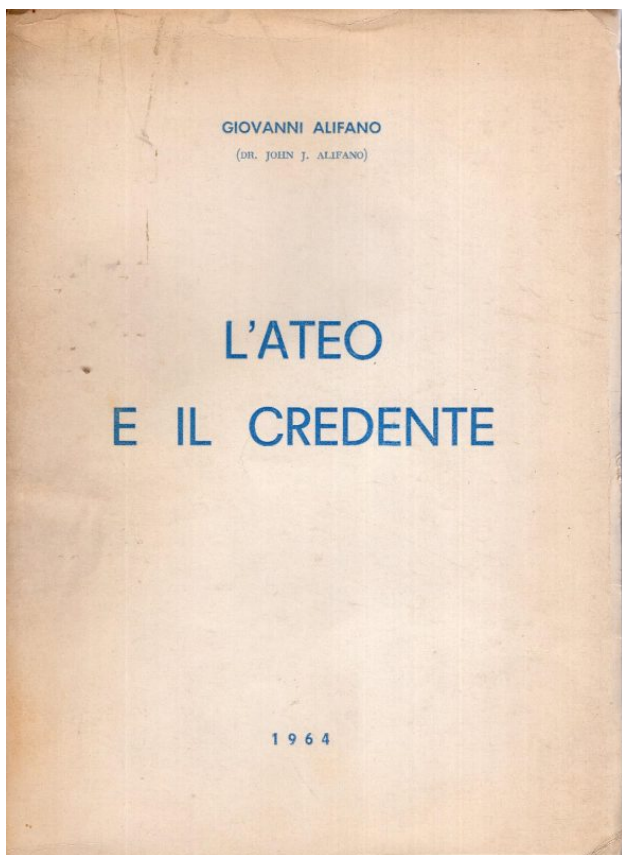 GIOVANNI ALIFANO
(DR. JOHN J. ALIFANO)
L'ATEO
E IL CREDENTE
1964